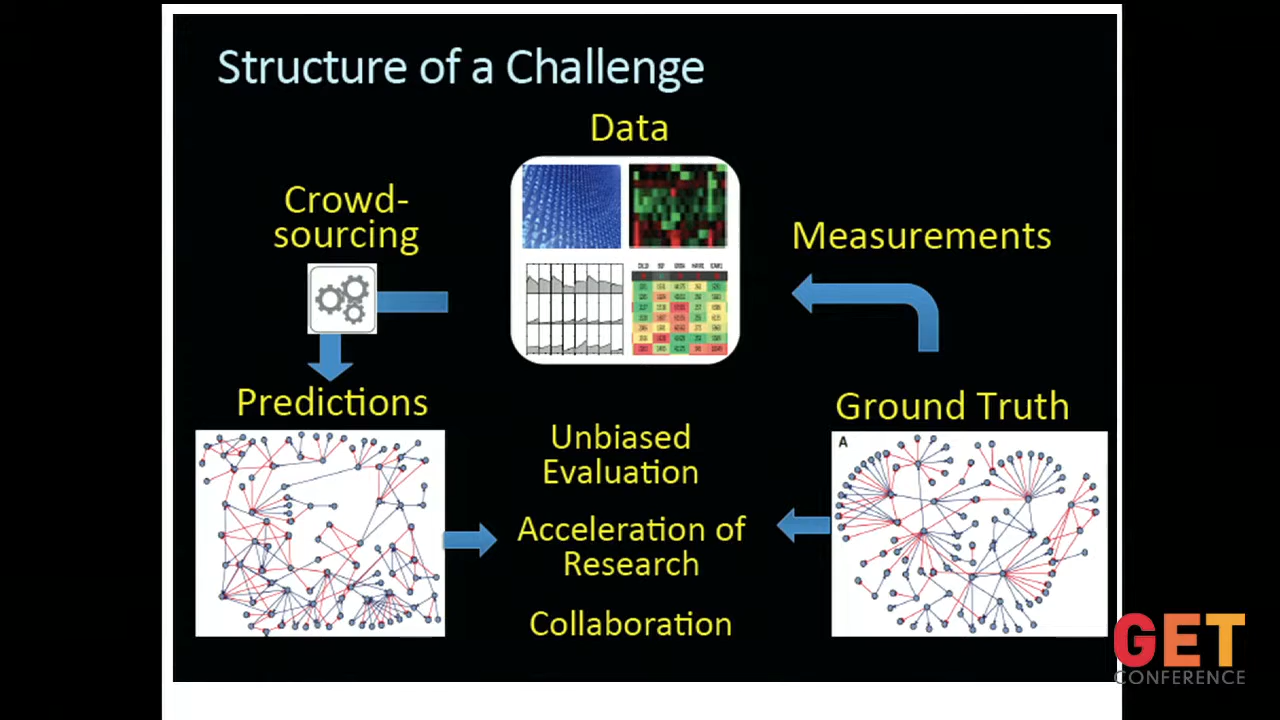 Structure of a Challenge
Data
Crowd-
sourcing
Measurements
Predictions
Ground Truth
A
Unbiased
Evaluation
Acceleration of
Research
Collaboration
GET
CONFERENCE